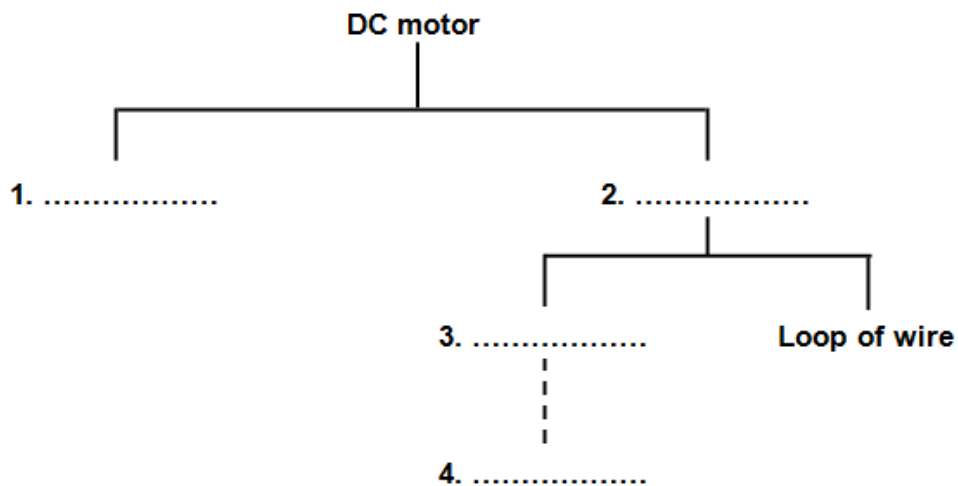 DC motor
1. ..................
2. ..................
3. ..................
Loop of wire
4. ..................